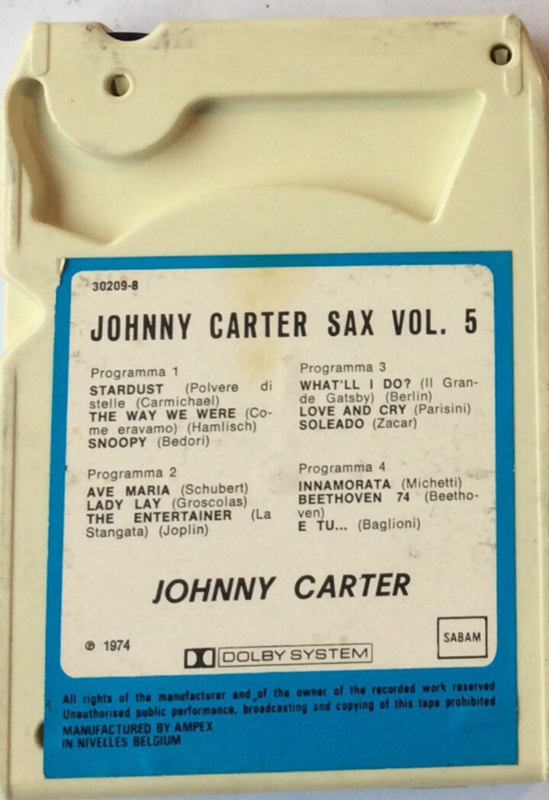 30209-8
JOHNNY CARTER SAX VOL. 5
Programma 1
STARDUST (Polvere di
stelle (Carmichael)
THE WAY WE WERE (Co-
me eravamo) (Hamlisch)
SNOOPY (Bedori)
Programma 2
AVE MARIA (Schubert)
LADY LAY (Groscolas)
THE ENTERTAINER (La
Stangata) (Joplin)
Programma 3
WHAT'LL I DO? (Il Gran-
de Gatsby) (Berlin)
LOVE AND CRY (Parisini)
SOLEADO (Zacar)
Programma 4
INNAMORATA (Michetti)
BEETHOVEN 74 (Beetho-
ven)
E TU... (Baglioni)
JOHNNY CARTER
℗ 1974
DOLBY SYSTEM
SABAM
All rights of the manufacturer and of the owner of the recorded work reserved
Unauthorised public performance, broadcasting and copying of this tape prohibited
MANUFACTURED BY AMPEX
IN NIVELLES BELGIUM